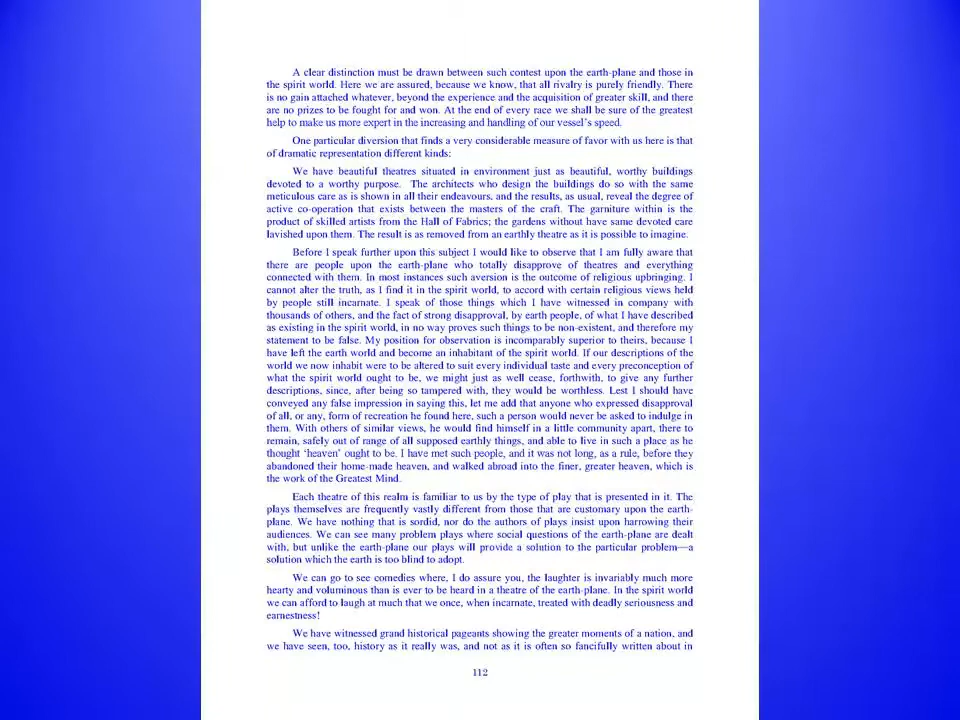 A clear distinction must be drawn between such contest upon the earth-plane and those in
the spirit world. Here we are assured, because we know, that all rivalry is purely friendly. There
is no gain attached whatever, beyond the experience and the acquisition of greater skill, and there
are no prizes to be fought for and won. At the end of every race we shall be sure of the greatest
help to make us more expert in the increasing and handling of our vessel's speed.
One particular diversion that finds a very considerable measure of favor with us here is that
of dramatic representation different kinds:
We have beautiful theatres situated in environment just as beautiful, worthy buildings
devoted to a worthy purpose. The architects who design the buildings do so with the same
meticulous care as is shown in all their endeavours, and the results, as usual, reveal the degree of
active co-operation that exists between the masters of the craft. The garniture within is the
product of skilled artists from the Hall of Fabrics; the gardens without have same devoted care
lavished upon them. The result is as removed from an earthly theatre as it is possible to imagine.
Before I speak further upon this subject I would like to observe that I am fully aware that
there are people upon the earth-plane who totally disapprove of theatres and everything
connected with them. In most instances such aversion is the outcome of religious upbringing. I
cannot alter the truth, as I find it in the spirit world, to accord with certain religious views held
by people still incarnate. I speak of those things which I have witnessed in company with
thousands of others, and the fact of strong disapproval, by earth people, of what I have described
as existing in the spirit world, in no way proves such things to be non-existent, and therefore my
statement to be false. My position for observation is incomparably superior to theirs, because I
have left the earth world and become an inhabitant of the spirit world. If our descriptions of the
world we now inhabit were to be altered to suit every individual taste and every preconception of
what the spirit world ought to be, we might just as well cease, forthwith, to give any further
descriptions, since, after being so tampered with, they would be worthless. Lest I should have
conveyed any false impression in saying this, let me add that anyone who expressed disapproval
of all, or any, form of recreation he found here, such a person would never be asked to indulge in
them. With others of similar views, he would find himself in a little community apart, there to
remain, safely out of range of all supposed earthly things, and able to live in such a place as he
thought 'heaven' ought to be. I have met such people, and it was not long, as a rule, before they
abandoned their home-made heaven, and walked abroad into the finer, greater heaven, which is
the work of the Greatest Mind.
Each theatre of this realm is familiar to us by the type of play that is presented in it. The
plays themselves are frequently vastly different from those that are customary upon the earth-
plane. We have nothing that is sordid, nor do the authors of plays insist upon harrowing their
audiences. We can see many problem plays where social questions of the earth-plane are dealt
with, but unlike the earth-plane our plays will provide a solution to the particular problem—a
solution which the earth is too blind to adopt.
We can go to see comedies where, I do assure you, the laughter is invariably much more
hearty and voluminous than is ever to be heard in a theatre of the earth-plane. In the spirit world
we can afford to laugh at much that we once, when incarnate, treated with deadly seriousness and
earnestness!
We have witnessed grand historical pageants showing the greater moments of a nation, and
we have seen, too, history as it really was, and not as it is often so fancifully written about in
112